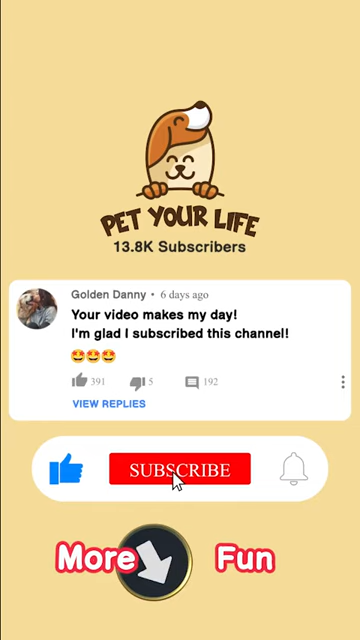 PET YOUR LIFE
13.8K Subscribers
Golden Danny • 6 days ago
Your video makes my day!
I'm glad I subscribed this channel!
🤩🤩🤩
391 5 192
VIEW REPLIES
SUBSCRIBE
More Fun